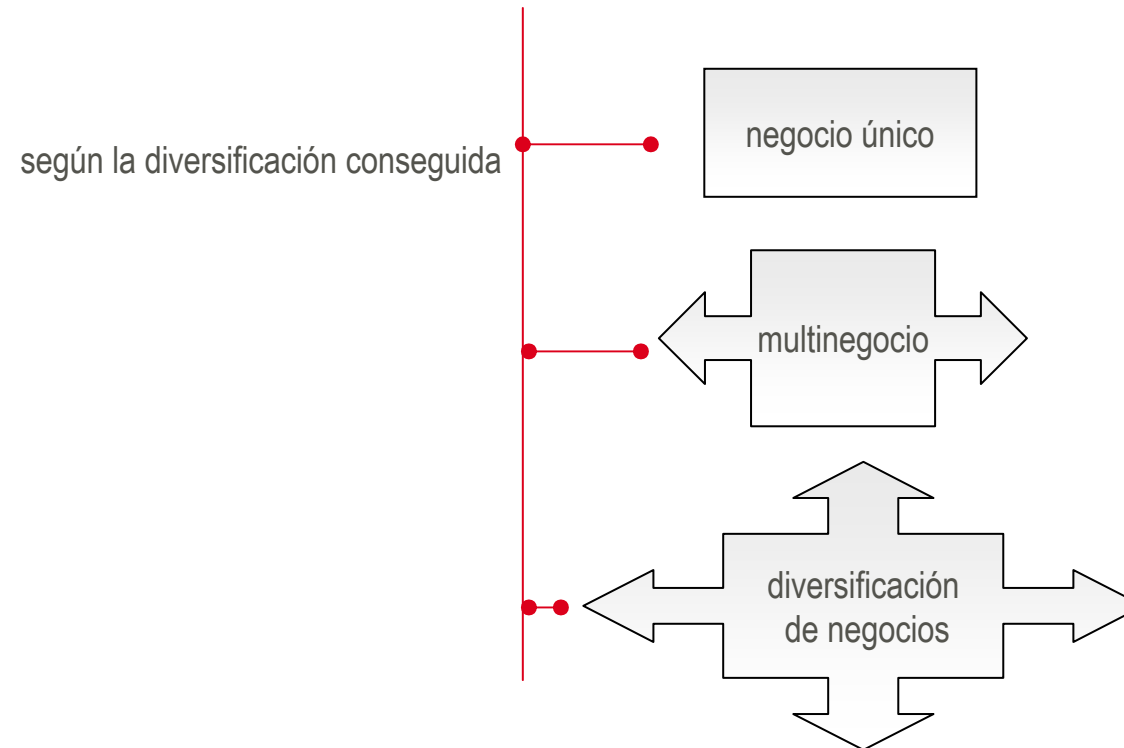 según la diversificación conseguida
negocio único
multinegocio
diversificación
de negocios